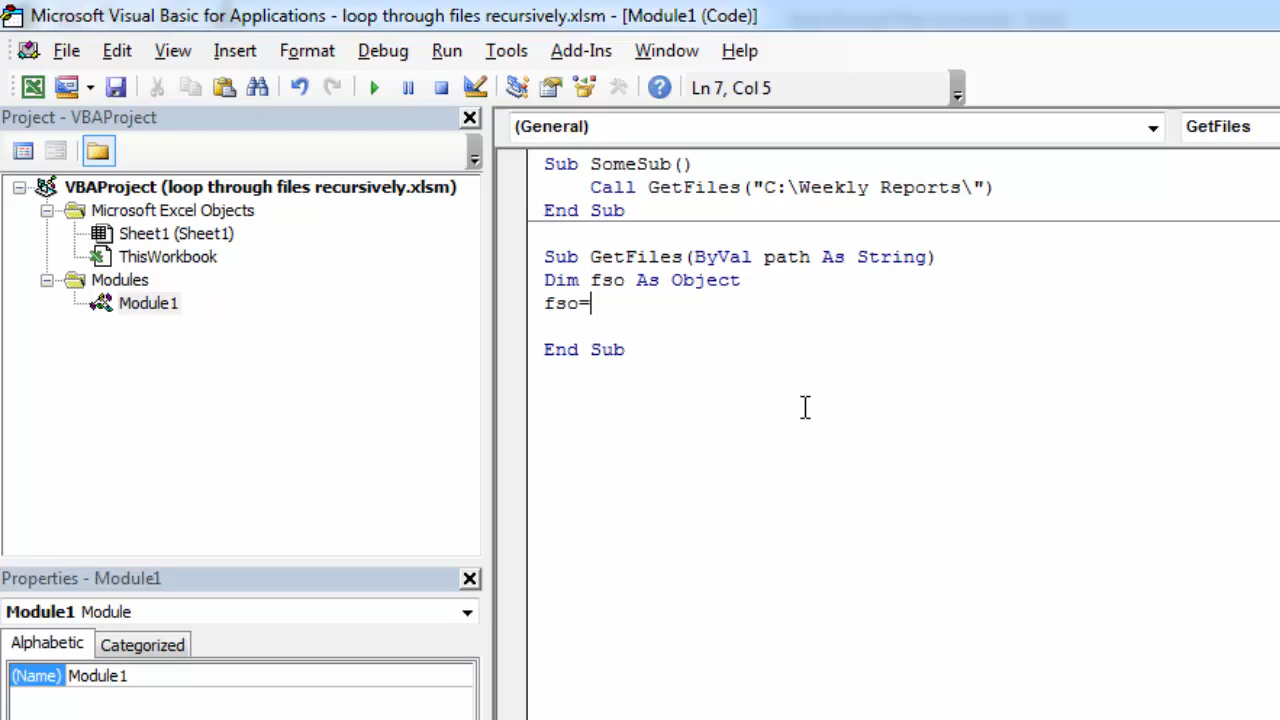 Microsoft Visual Basic for Applications - loop through files recursively.xlsm - [Module1 (Code)]
File Edit View Insert Format Debug Run Tools Add-Ins Window Help
Ln 7, Col 5
Project - VBAProject
(General)
GetFiles
VBAProject (loop through files recursively.xlsm)
Microsoft Excel Objects
Sheet1 (Sheet1)
ThisWorkbook
Modules
Module1
Sub SomeSub()
Call GetFiles("C:\Weekly Reports\")
End Sub
Sub GetFiles(ByVal path As String)
Dim fso As Object
fso=
End Sub
Properties - Module1
Module1 Module
Alphabetic Categorized
(Name) Module1